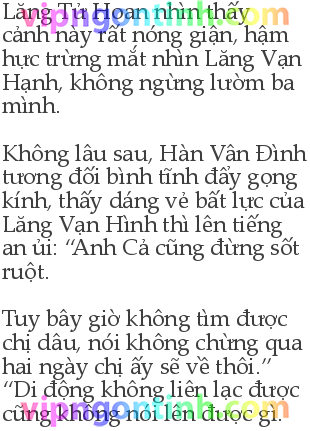 Lăng Tử Hoan nhìn thấy
cảnh này rất nóng giận, hậm
hực trừng mắt nhìn Lăng Vạn
Hạnh, không ngừng lườm ba
mình.
Không lâu sau, Hàn Vân Đình
tương đối bình tĩnh đẩy gọng
kính, thấy dáng vẻ bất lực của
Lăng Vạn Hình thì lên tiếng
an ủi: “Anh Cả cũng đừng sốt
ruột.
Tuy bây giờ không tìm được
chị dâu, nói không chừng qua
hai ngày chị ấy sẽ về thôi.”
“Di động không liên lạc được
cũng không nói lên được gì.
vipngontinh.com
vipngontinh.com